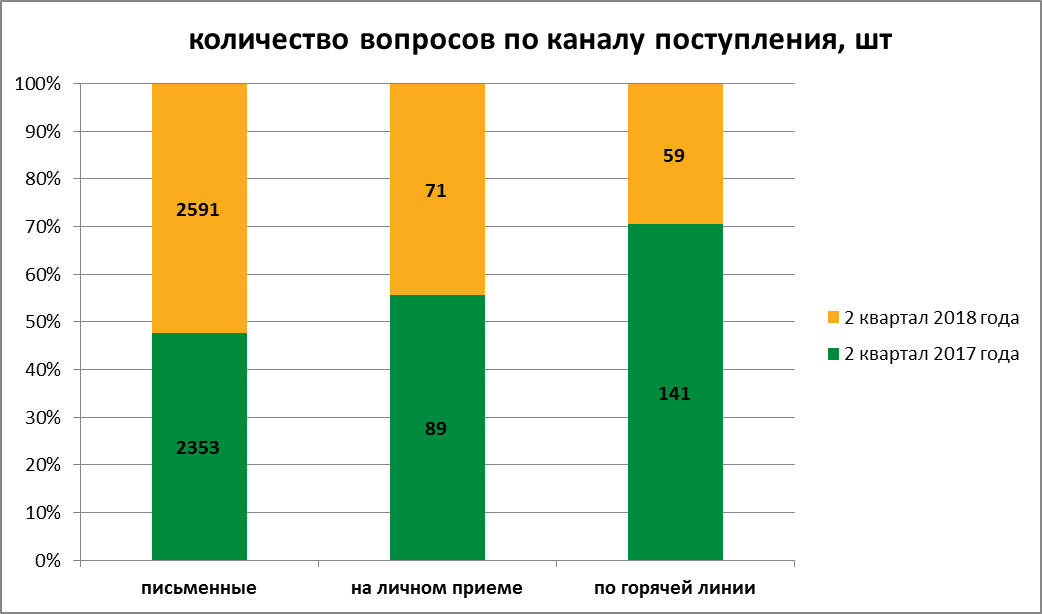 количество вопросов по каналу поступления, шт
100%
90%
80%
70%
60%
50%
40%
30%
20%
10%
0%
2591
71
59
2353
89
141
письменные
на личном приеме
по горячей линии
2 квартал 2018 года
2 квартал 2017 года